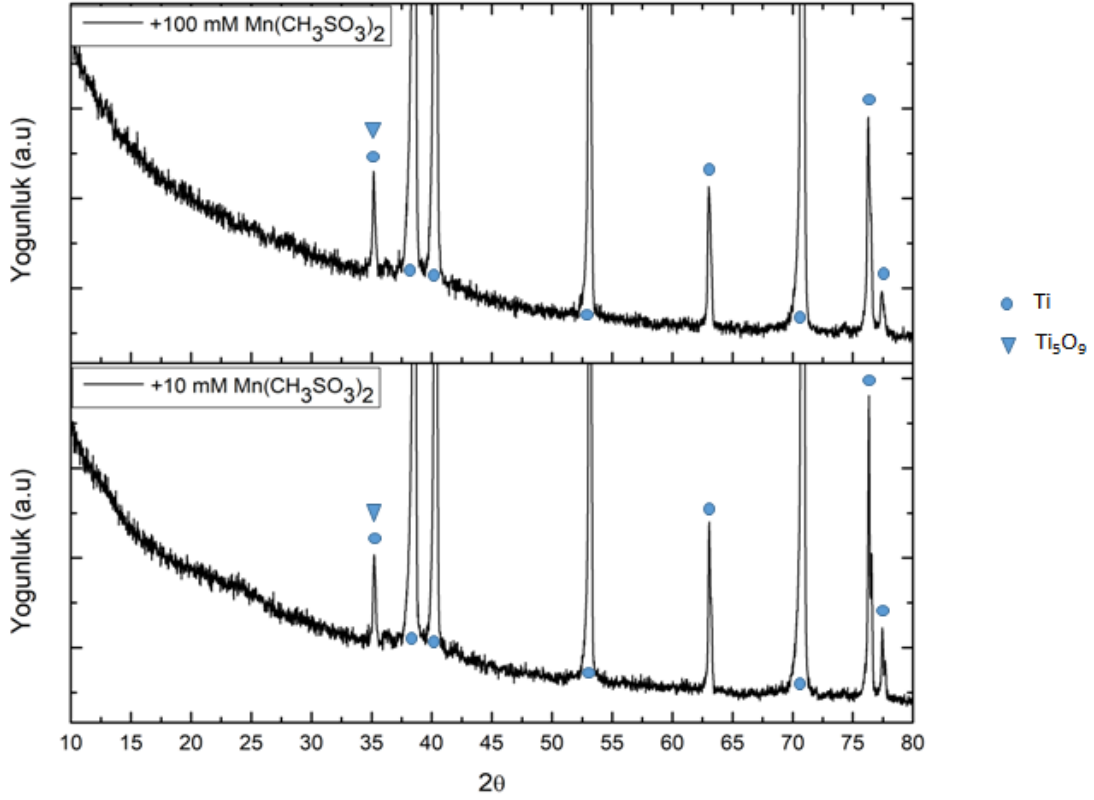 +100 mM Mn(CH₃SO₃)₂
Yogunluk (a.u)
Ti
Ti₅O₉
+10 mM Mn(CH₃SO₃)₂
Yogunluk (a.u)
10 15 20 25 30 35 40 45 50 55 60 65 70 75 80
2θ